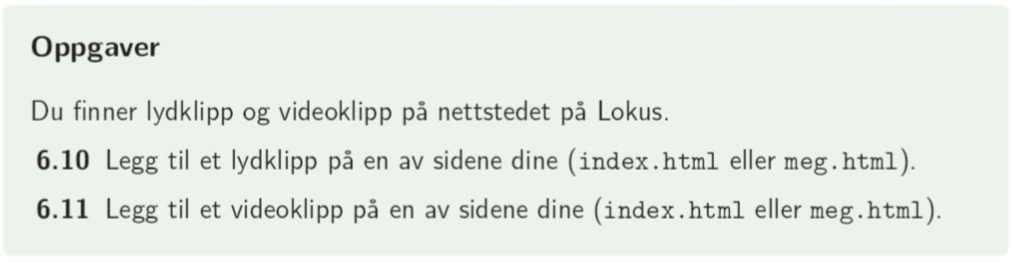 Oppgaver
Du finner lydklipp og videoklipp på nettstedet på Lokus.
6.10 Legg til et lydklipp på en av sidene dine (index.html eller meg.html).
6.11 Legg til et videoklipp på en av sidene dine (index.html eller meg.html).